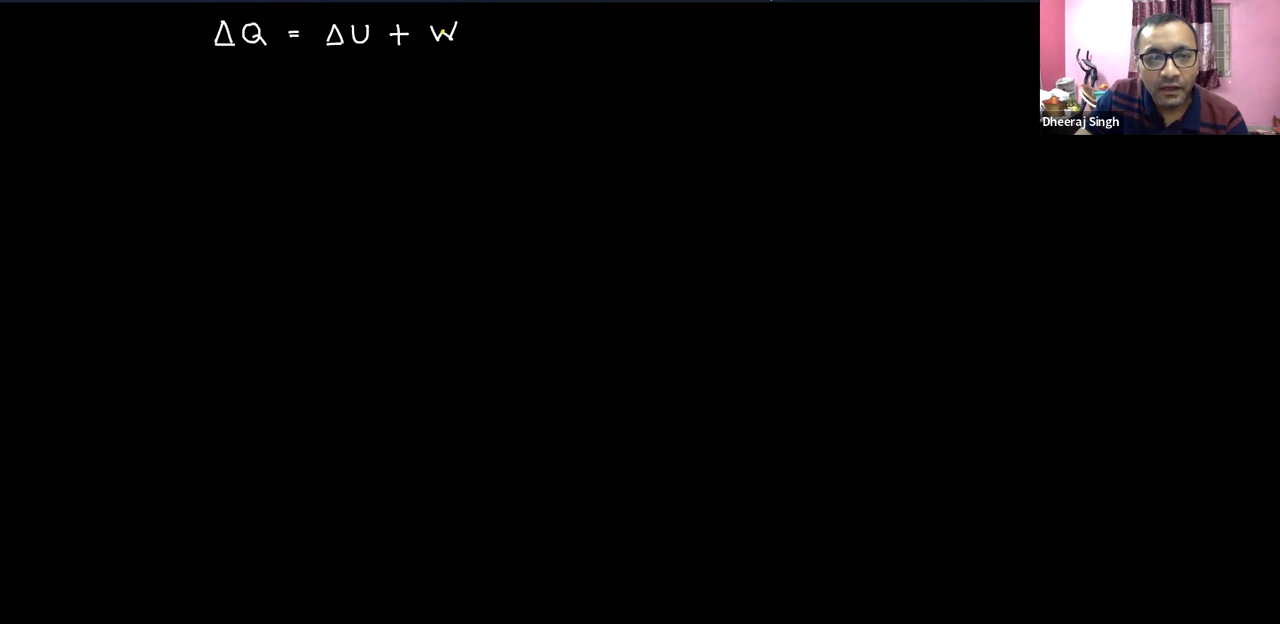 ΔQ = ΔU + W
Dheeraj Singh